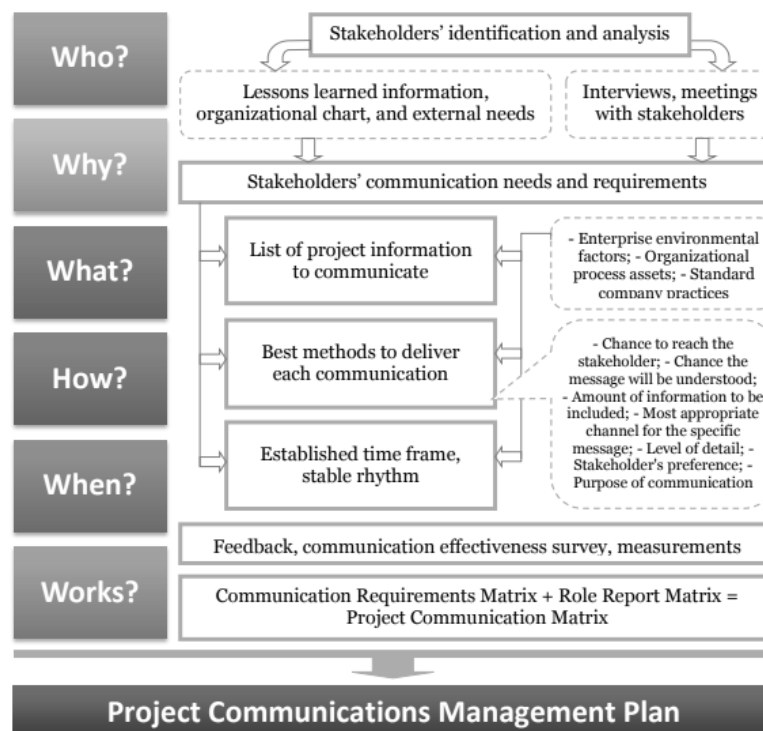 Who?
Stakeholders' identification and analysis
Lessons learned information,
organizational chart, and external needs
Interviews, meetings
with stakeholders
Why?
Stakeholders' communication needs and requirements
What?
List of project information
to communicate
- Enterprise environmental
factors; - Organizational
process assets; - Standard
company practices
How?
Best methods to deliver
each communication
- Chance to reach the
stakeholder; - Chance the
message will be understood;
- Amount of information to be
included; - Most appropriate
channel for the specific
message; - Level of detail; -
Stakeholder's preference; -
Purpose of communication
When?
Established time frame,
stable rhythm
Works?
Feedback, communication effectiveness survey, measurements
Communication Requirements Matrix + Role Report Matrix =
Project Communication Matrix
Project Communications Management Plan